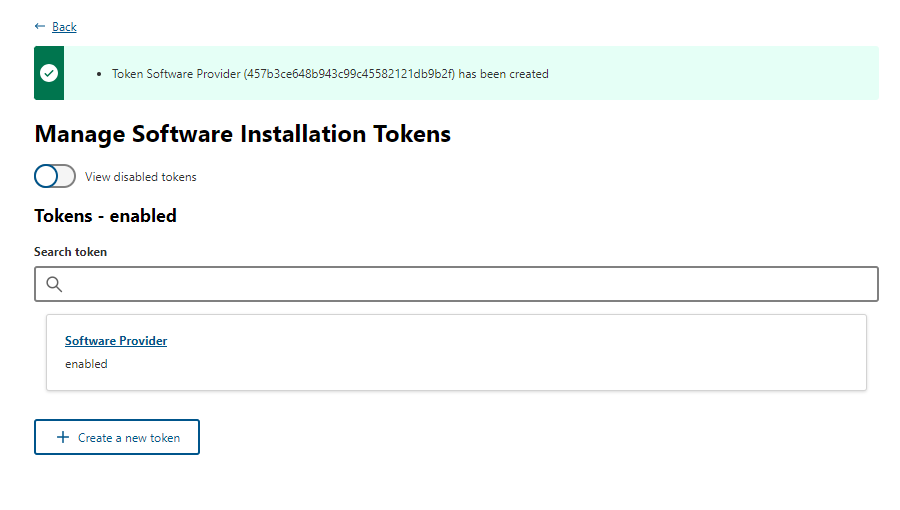 ← Back
• Token Software Provider (457b3ce648b943c99c45582121db9b2f) has been created
Manage Software Installation Tokens
View disabled tokens
Tokens - enabled
Search token
Software Provider
enabled
+ Create a new token